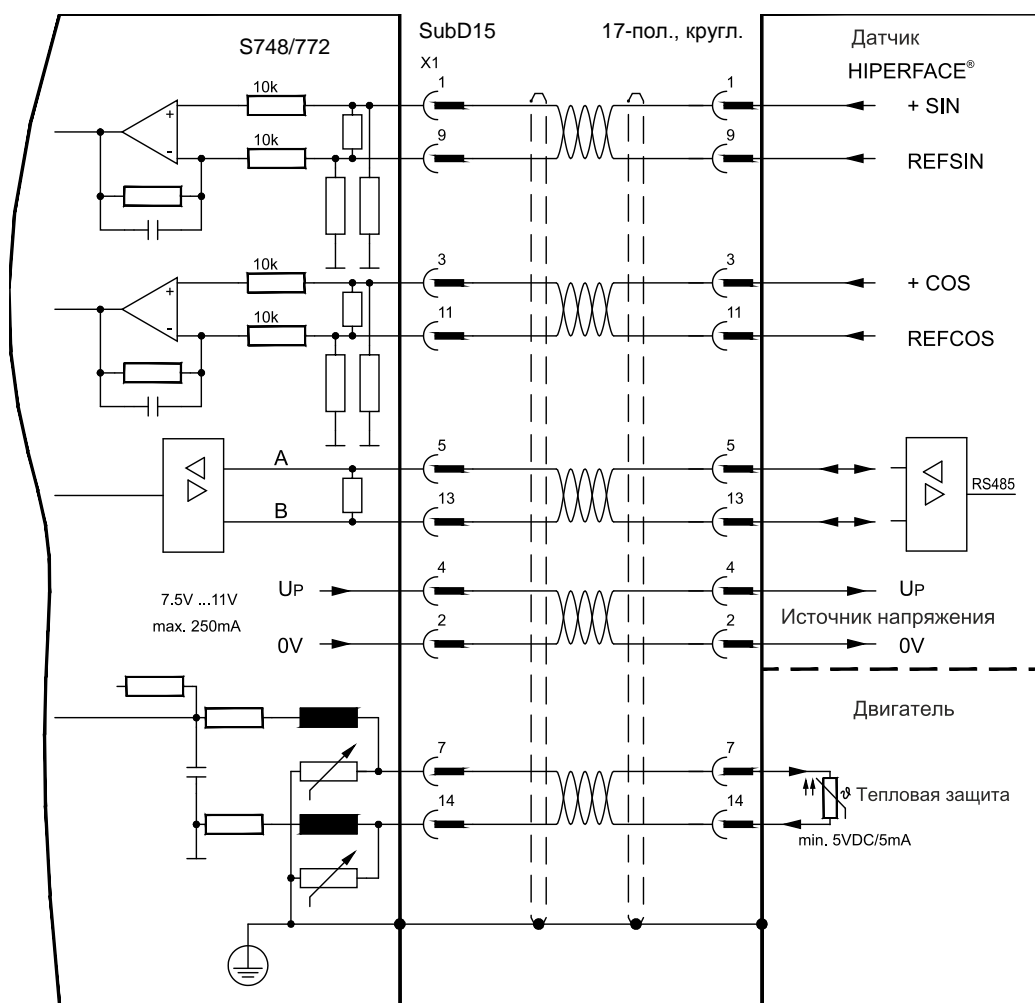 S748/772
SubD15
17-пол., кругл.
Датчик
HIPERFACE®
X1
10k
+
1
1
+ SIN
10k
-
9
9
REFSIN
10k
+
3
3
+ COS
10k
-
11
11
REFCOS
A
5
5
RS485
B
13
13
7.5V ...11V
max. 250mA
UP
4
4
UP
Источник напряжения
0V
2
2
0V
Двигатель
7
7
ϑ
Тепловая защита
14
14
min. 5VDC/5mA